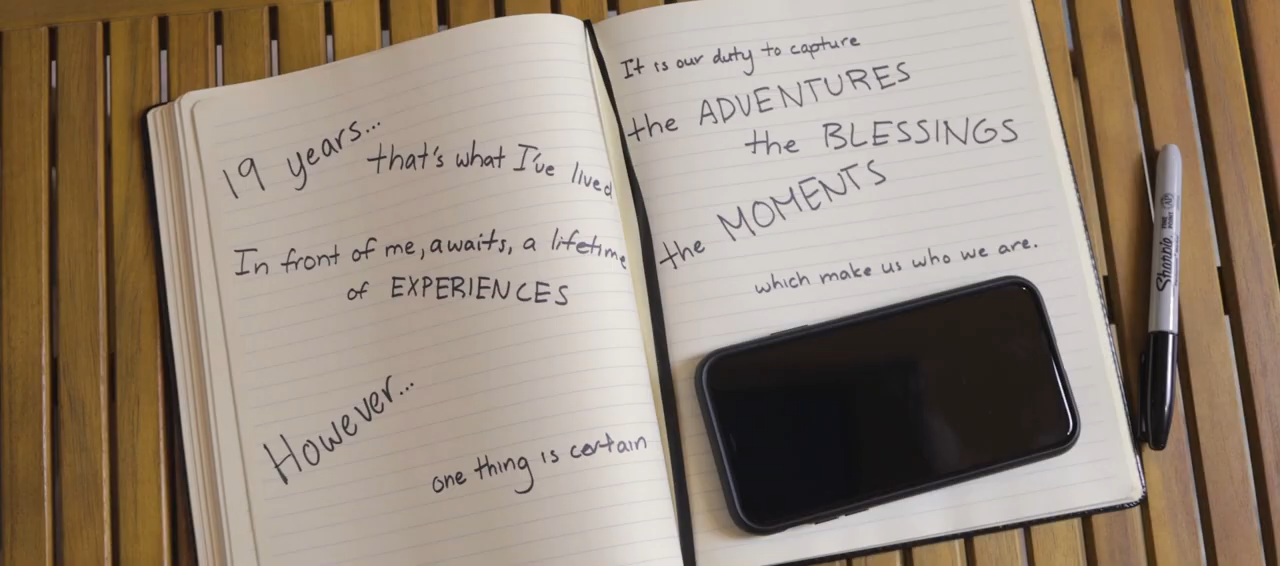 19 years...
that's what I've lived
In front of me, awaits, a lifetime
of EXPERIENCES
However...
one thing is certain
It is our duty to capture
the ADVENTURES
the BLESSINGS
the MOMENTS
which make us who we are.
Sharpie
FINE POINT